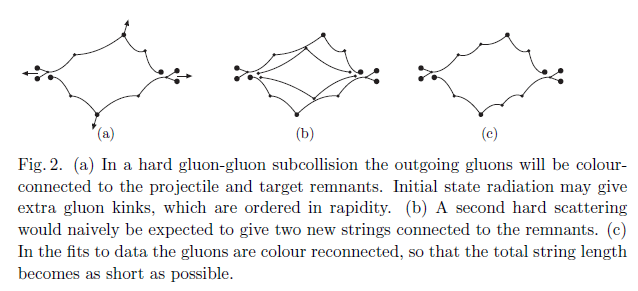 (a) (b) (c)
Fig. 2. (a) In a hard gluon-gluon subcollision the outgoing gluons will be colour-
connected to the projectile and target remnants. Initial state radiation may give
extra gluon kinks, which are ordered in rapidity. (b) A second hard scattering
would naively be expected to give two new strings connected to the remnants. (c)
In the fits to data the gluons are colour reconnected, so that the total string length
becomes as short as possible.